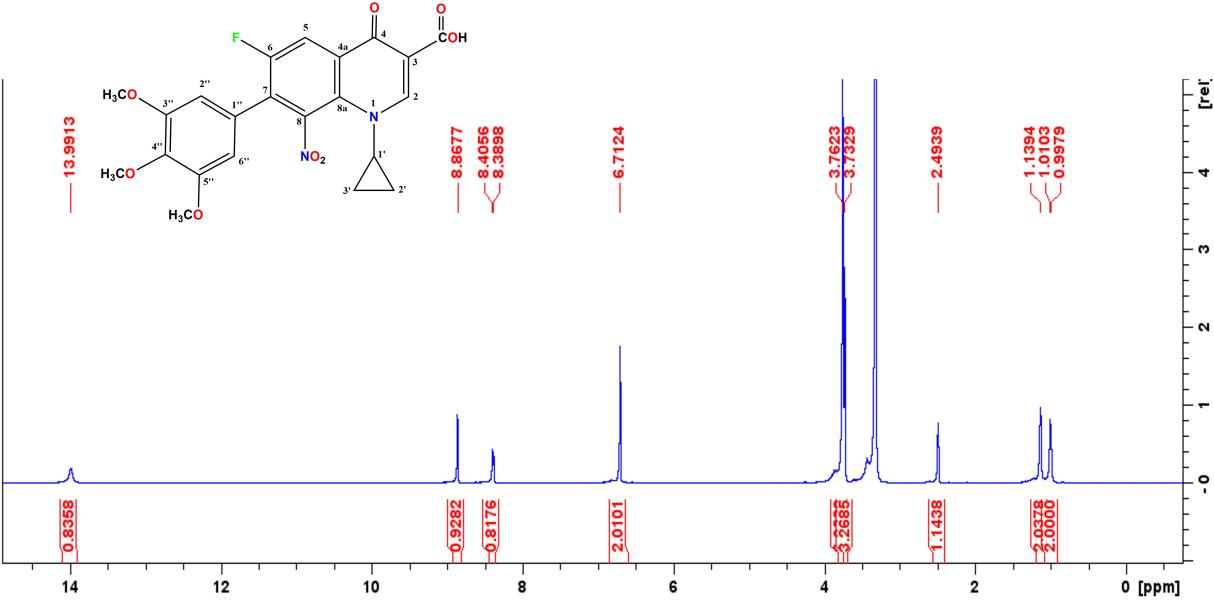 O
O
5
4
F
6
4a
C
OH
3
2''
7
1
2
H₃CO
3''
1''
8a
N
8
4''
1'
H₃CO
6''
NO₂
5''
3'
2'
H₃CO
13.9913
8.8677
8.4056
8.3898
6.7124
3.7623
3.7329
2.4939
1.1394
1.0103
0.9979
[rel]
4
3
2
1
0
0.8358
0.9282
0.8176
2.0101
3.2685
1.1438
2.0378
2.0000
14 12 10 8 6 4 2 0 [ppm]